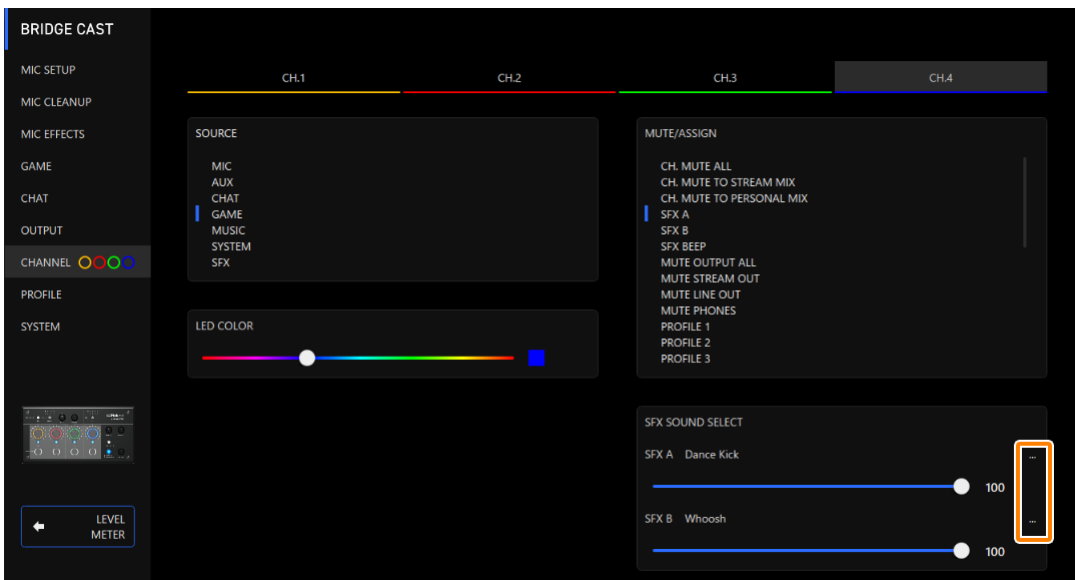 BRIDGE CAST
MIC SETUP
MIC CLEANUP
MIC EFFECTS
GAME
CHAT
OUTPUT
CHANNEL
PROFILE
SYSTEM
LEVEL
METER
CH.1
CH.2
CH.3
CH.4
SOURCE
MIC
AUX
CHAT
GAME
MUSIC
SYSTEM
SFX
LED COLOR
MUTE/ASSIGN
CH. MUTE ALL
CH. MUTE TO STREAM MIX
CH. MUTE TO PERSONAL MIX
SFX A
SFX B
SFX BEEP
MUTE OUTPUT ALL
MUTE STREAM OUT
MUTE LINE OUT
MUTE PHONES
PROFILE 1
PROFILE 2
PROFILE 3
SFX SOUND SELECT
SFX A Dance Kick ...
100
SFX B Whoosh ...
100